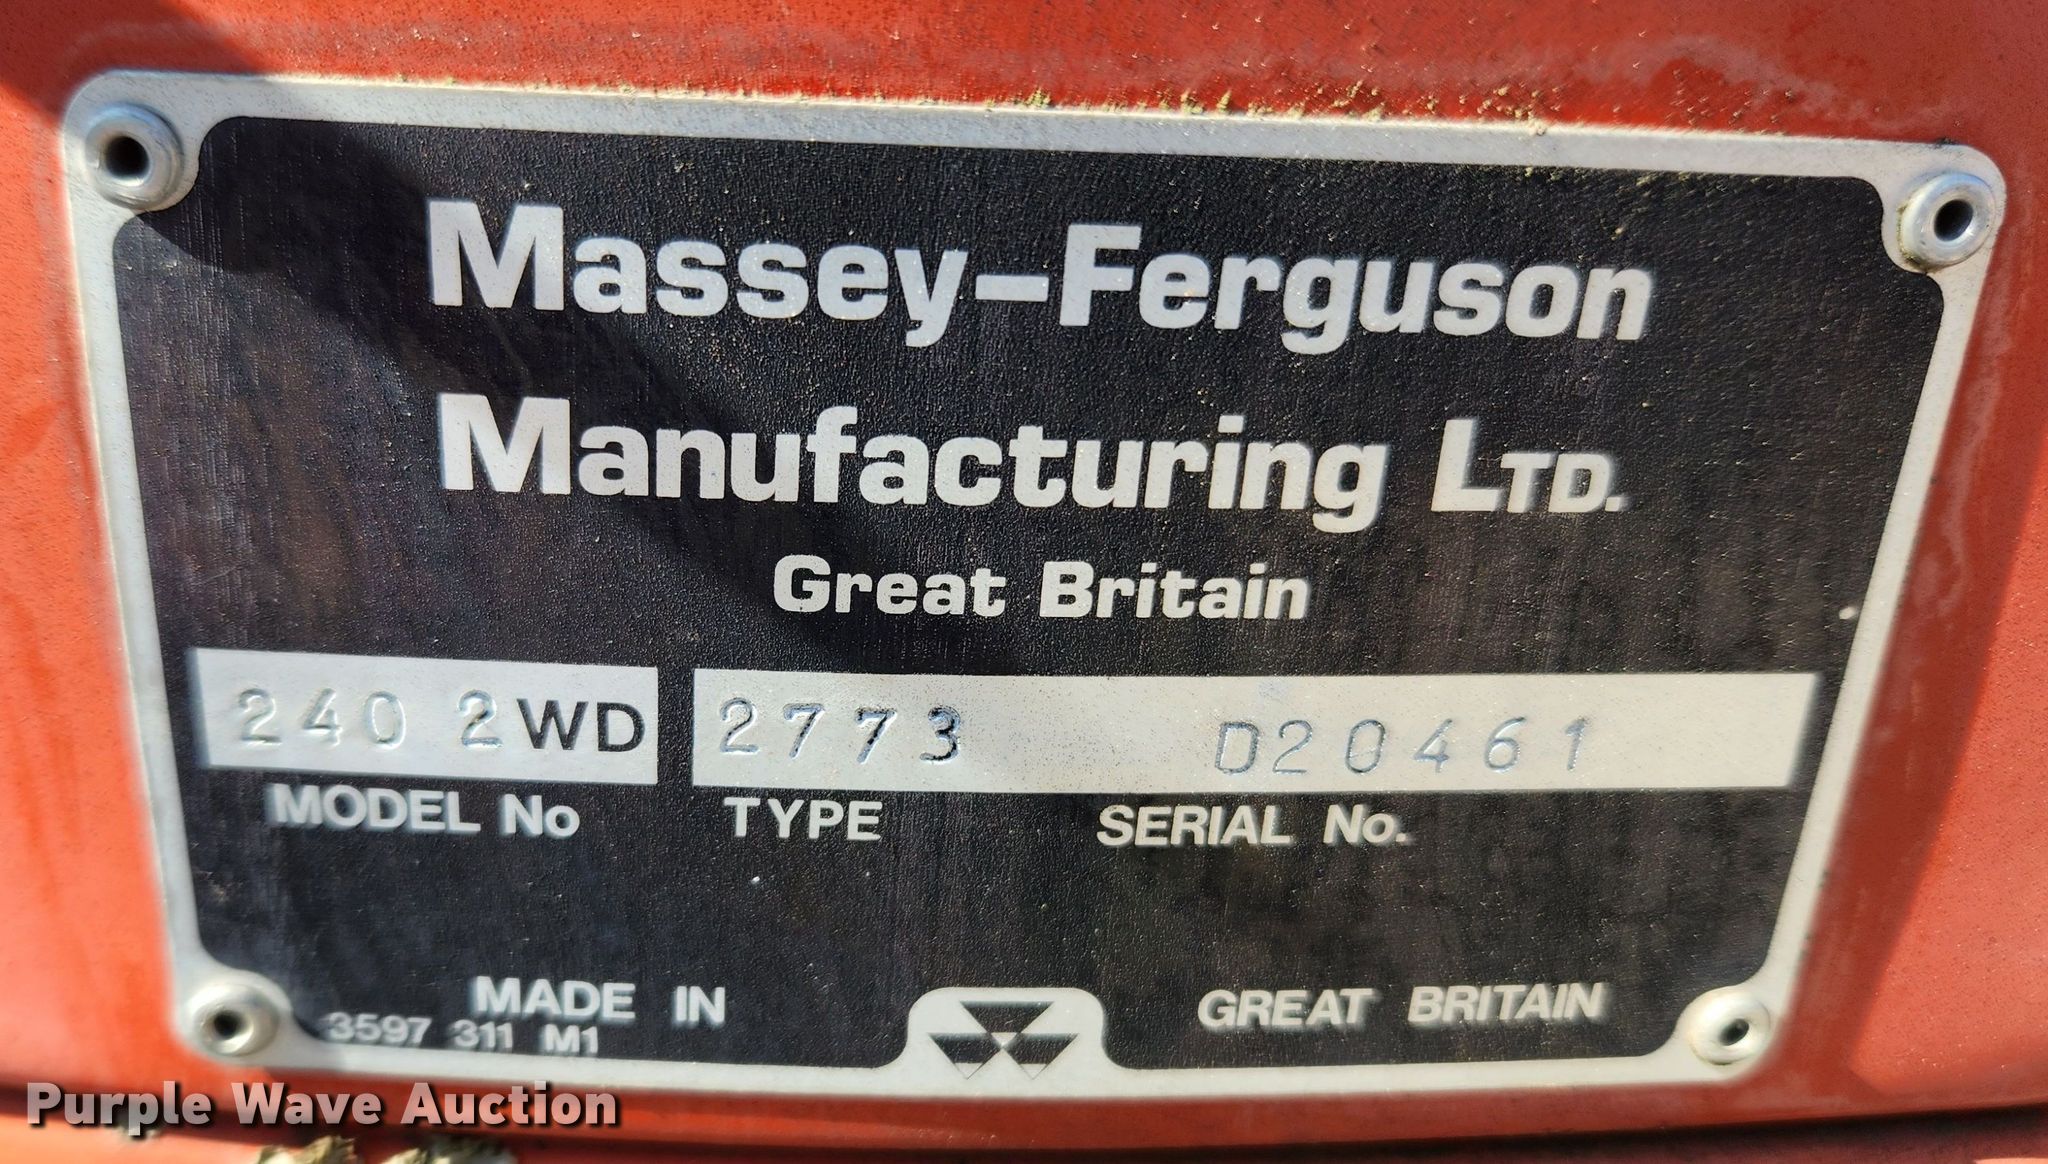 Massey-Ferguson
Manufacturing LTD.
Great Britain
240 2WD 2773 D20461
MODEL No TYPE SERIAL No.
MADE IN GREAT BRITAIN
3597 311 M1
Purple Wave Auction